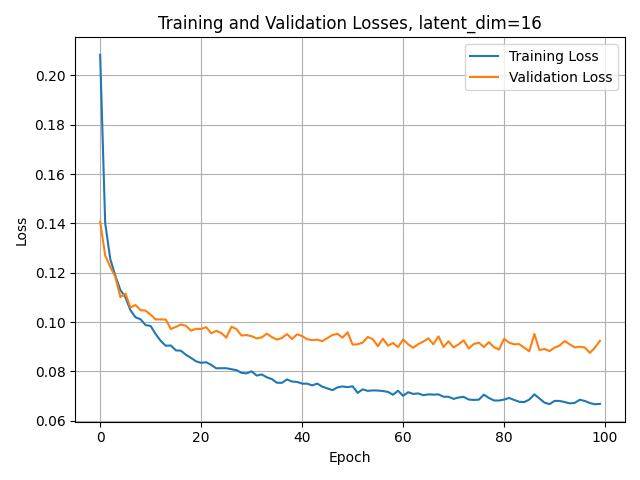 Training and Validation Losses, latent_dim=16
Training Loss
Validation Loss
Loss
0.20
0.18
0.16
0.14
0.12
0.10
0.08
0.06
0 20 40 60 80 100
Epoch